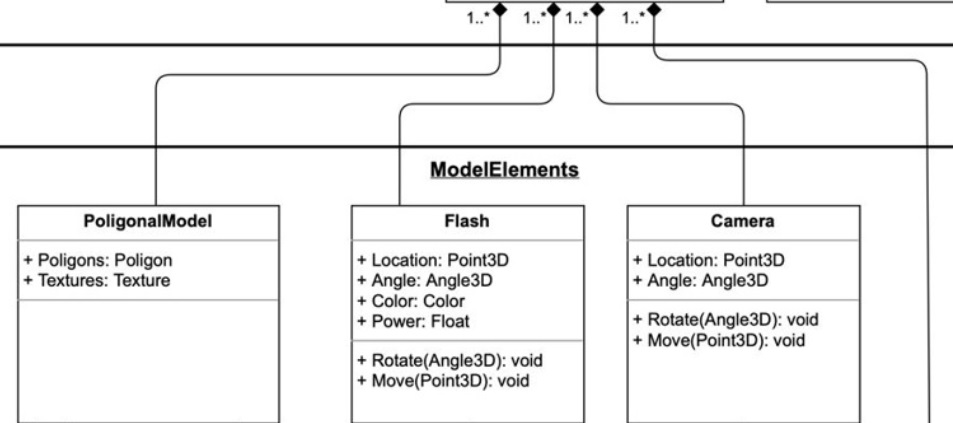 1..* 1..* 1..* 1..*
ModelElements
PoligonalModel
+ Poligons: Poligon
+ Textures: Texture
Flash
+ Location: Point3D
+ Angle: Angle3D
+ Color: Color
+ Power: Float
+ Rotate(Angle3D): void
+ Move(Point3D): void
Camera
+ Location: Point3D
+ Angle: Angle3D
+ Rotate(Angle3D): void
+ Move(Point3D): void